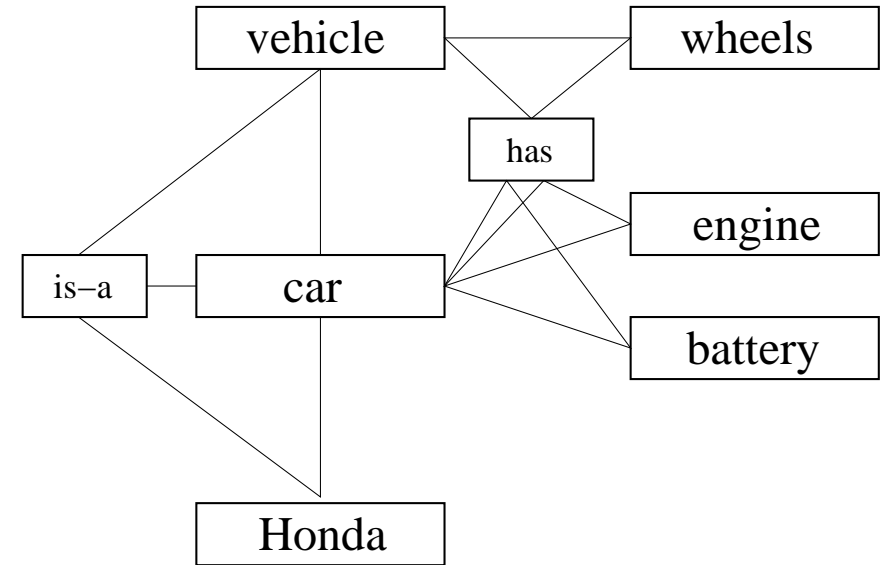 vehicle
wheels
has
engine
is−a
car
battery
Honda